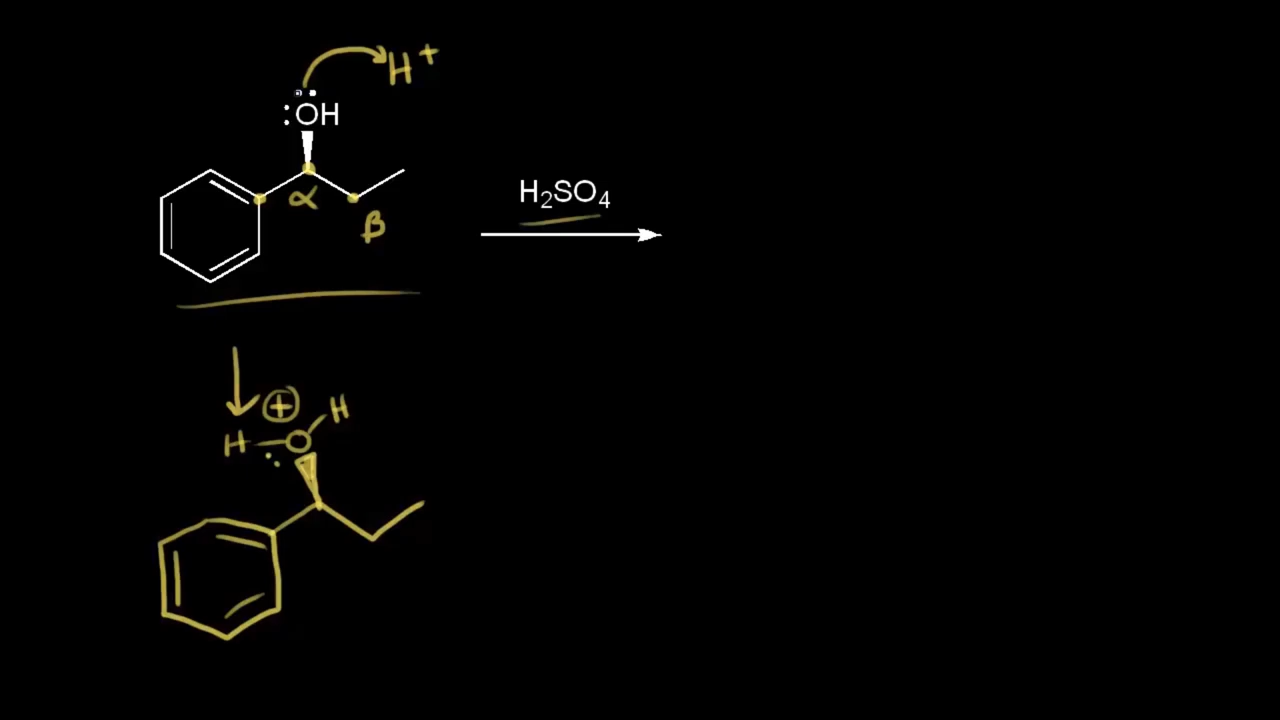 H+
:OH
α
β
H₂SO₄
+
H
H-O